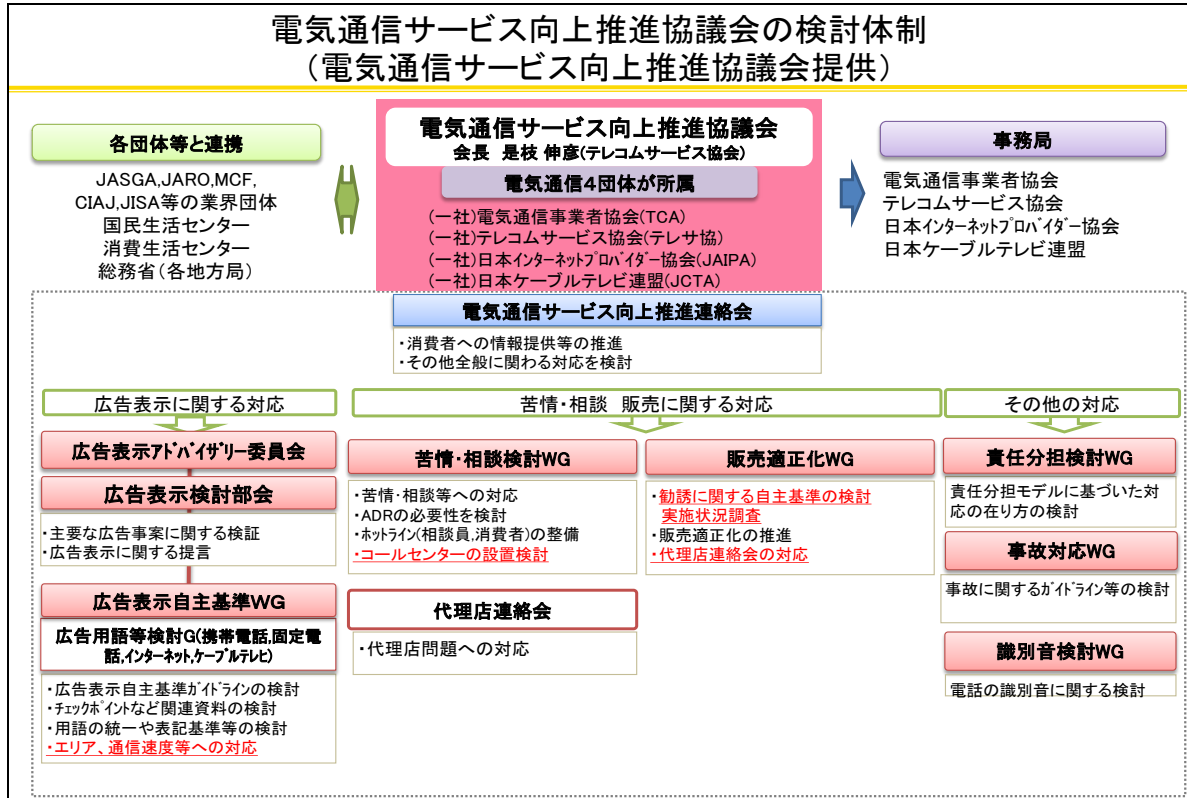 電気通信サービス向上推進協議会の検討体制
（電気通信サービス向上推進協議会提供）
各団体等と連携
JASGA,JARO,MCF,
CIAJ,JISA等の業界団体
国民生活センター
消費生活センター
総務省（各地方局）
電気通信サービス向上推進協議会
会長 是枝 伸彦(テレコムサービス協会)
電気通信４団体が所属
(一社)電気通信事業者協会(TCA)
(一社)テレコムサービス協会(テレサ協)
(一社)日本インターネットプロバイダー協会(JAIPA)
(一社)日本ケーブルテレビ連盟(JCTA)
事務局
電気通信事業者協会
テレコムサービス協会
日本インターネットプロバイダー協会
日本ケーブルテレビ連盟
電気通信サービス向上推進連絡会
・消費者への情報提供等の推進
・その他全般に関わる対応を検討
広告表示に関する対応
広告表示アドバイザリー委員会
広告表示検討部会
・主要な広告事案に関する検証
・広告表示に関する提言
広告表示自主基準ＷＧ
広告用語等検討G(携帯電話,固定電
話,インターネット,ケーブルテレビ)
・広告表示自主基準ガイドラインの検討
・チェックポイントなど関連資料の検討
・用語の統一や表記基準等の検討
・エリア、通信速度等への対応
苦情・相談 販売に関する対応
苦情・相談検討WG
・苦情・相談等への対応
・ADRの必要性を検討
・ホットライン(相談員,消費者)の整備
・コールセンターの設置検討
代理店連絡会
・代理店問題への対応
販売適正化WG
・勧誘に関する自主基準の検討
実施状況調査
・販売適正化の推進
・代理店連絡会の対応
その他の対応
責任分担検討WG
責任分担モデルに基づいた対
応の在り方の検討
事故対応WG
事故に関するガイドライン等の検討
識別音検討WG
電話の識別音に関する検討